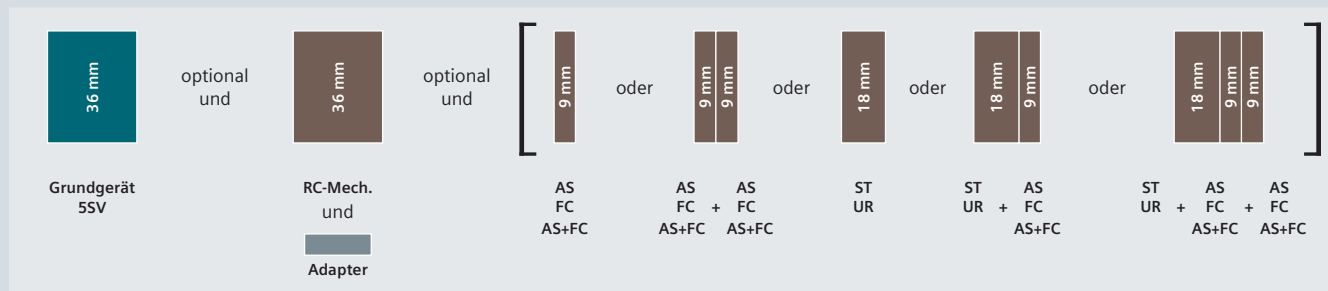 36 mm
optional
und
36 mm
optional
und
9 mm
oder
9 mm
9 mm
oder
18 mm
oder
18 mm
9 mm
oder
18 mm
9 mm
9 mm
Grundgerät
5SV
RC-Mech.
und
Adapter
AS
FC
AS+FC
AS AS
FC + FC
AS+FC AS+FC
ST
UR
ST AS
UR + FC
AS+FC
ST AS AS
UR + FC + FC
AS+FC AS+FC